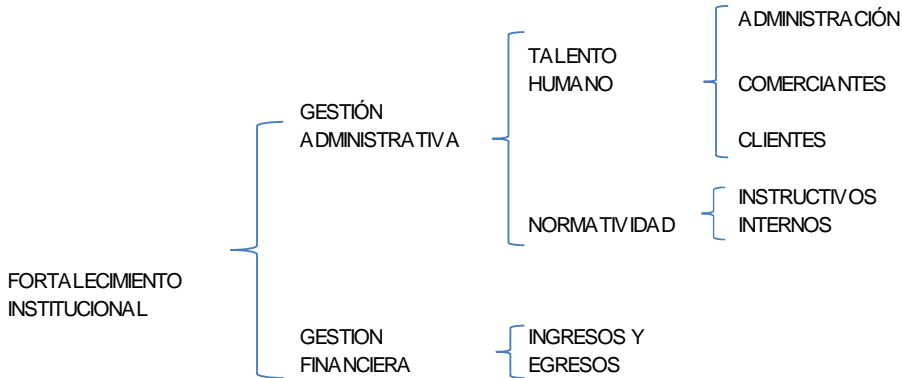 ADMINISTRACIÓN
TALENTO
HUMANO
COMERCIANTES
GESTIÓN
ADMINISTRATIVA
CLIENTES
INSTRUCTIVOS
INTERNOS
NORMATIVIDAD
FORTALECIMIENTO
INSTITUCIONAL
GESTION
FINANCIERA
INGRESOS Y
EGRESOS